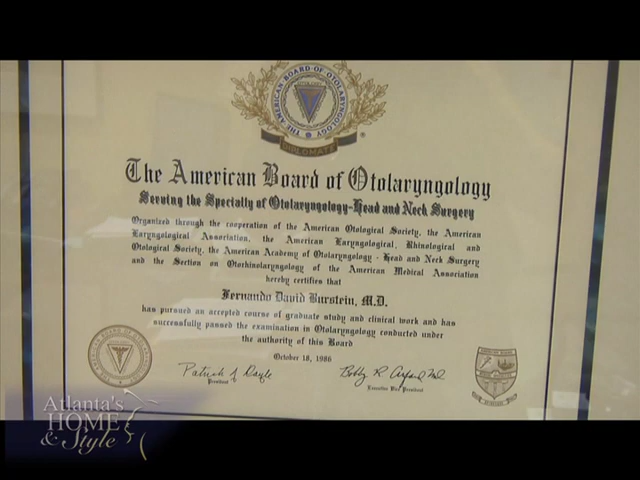 THE AMERICAN BOARD OF OTOLARYNGOLOGY
DIPLOMATE
The American Board of Otolaryngology
Serving the Specialty of Otolaryngology-Head and Neck Surgery
Organized through the cooperation of the American Otological Society, the American
Laryngological Association, the American Laryngological, Rhinological and
Otological Society, the American Academy of Otolaryngology - Head and Neck Surgery
and the Section on Otorhinolaryngology of the American Medical Association
hereby certifies that
Fernando David Burstein, M.D.
has pursued an accepted course of graduate study and clinical work and has
successfully passed the examination in Otolaryngology conducted under
the authority of this Board
October 18, 1986
Patrick J Doyle
President
Bobby R. Alford MD
Executive Vice President
Atlanta's
HOME
& Style